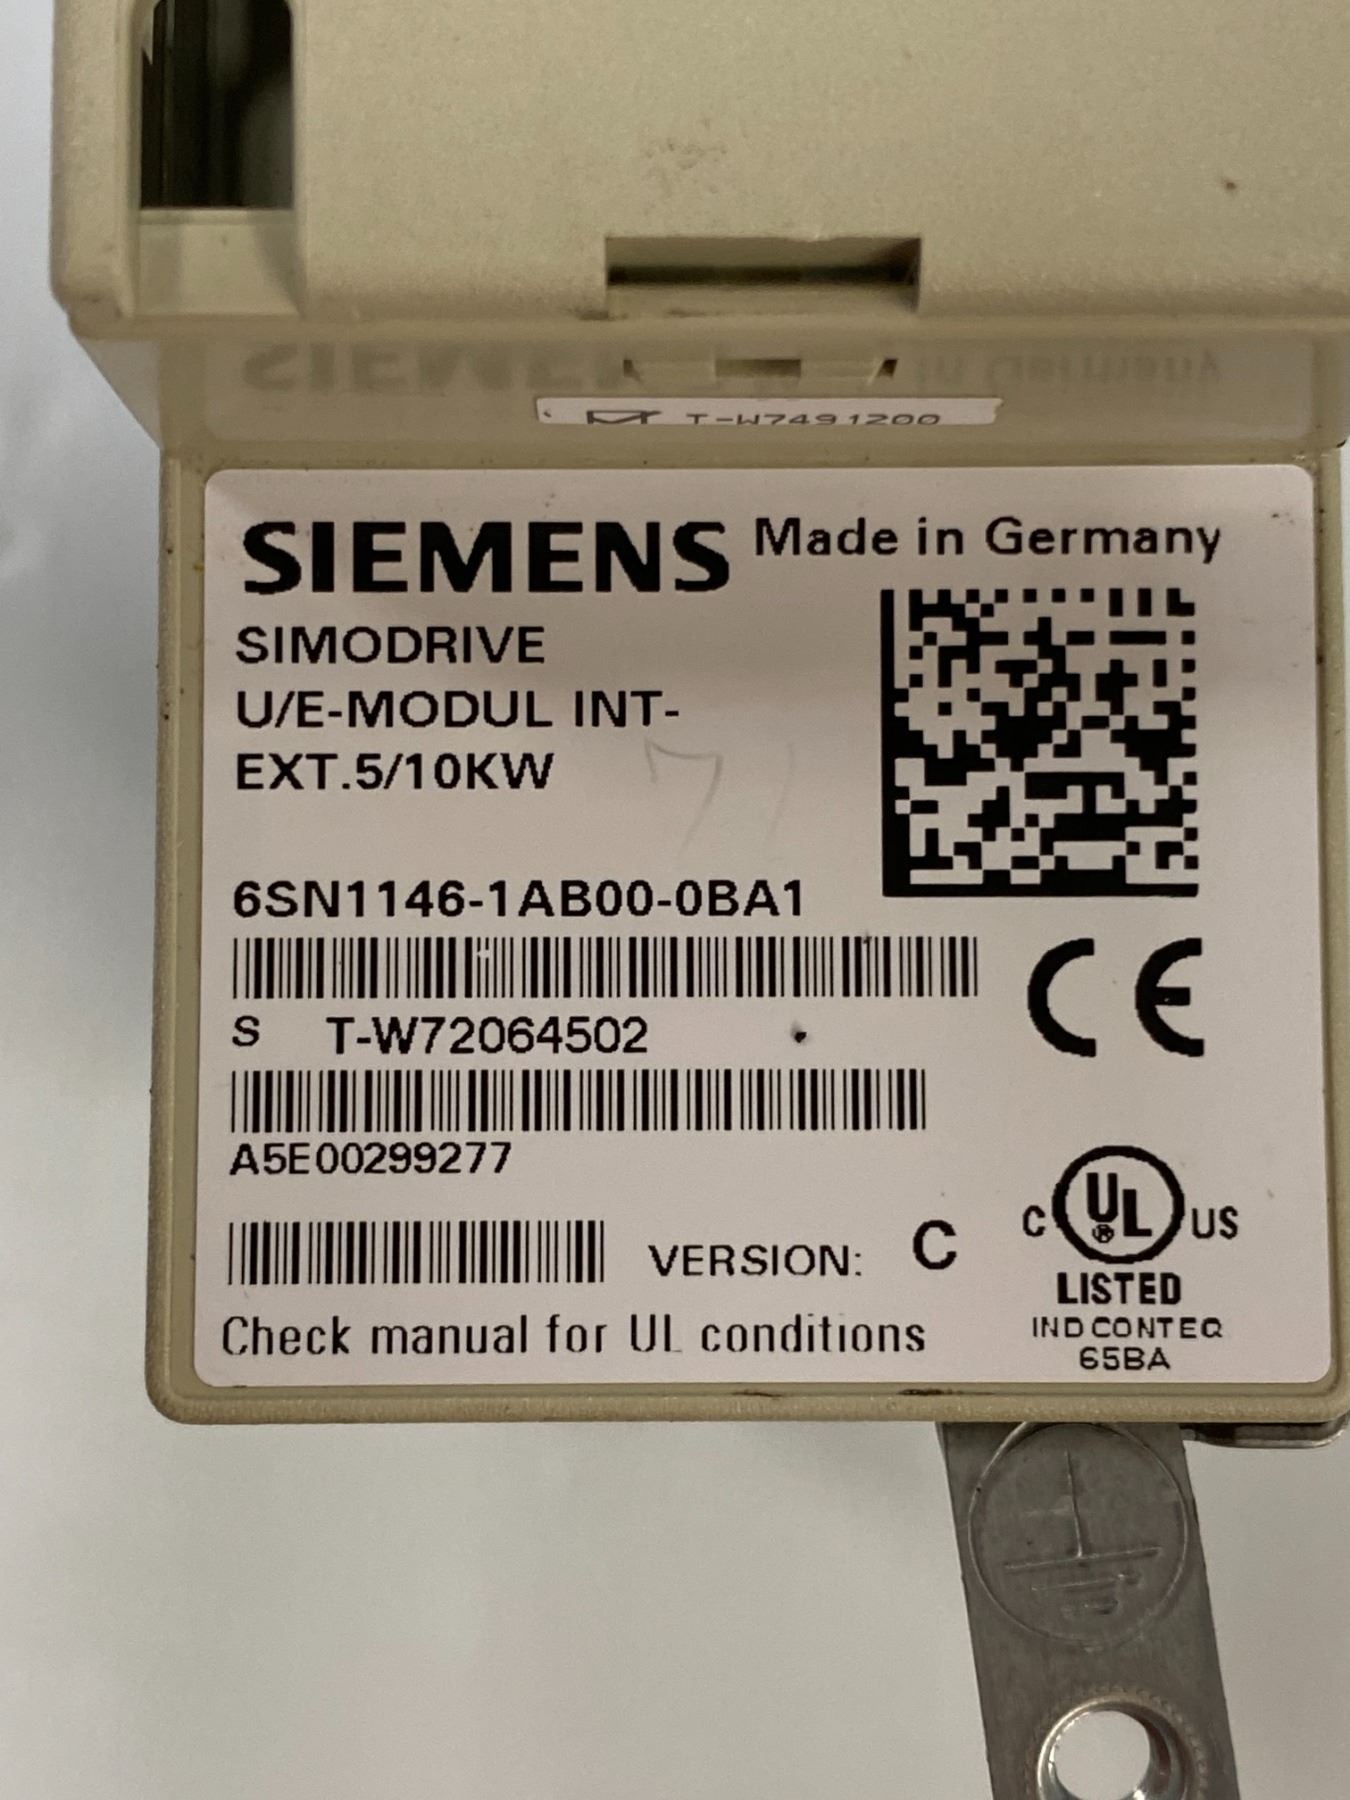 T-W7491200
SIEMENS Made in Germany
SIMODRIVE
U/E-MODUL INT-
EXT.5/10KW
6SN1146-1AB00-0BA1
S T-W72064502
A5E00299277
VERSION: C
Check manual for UL conditions
C UL® US
LISTED
IND CONT EQ
65BA